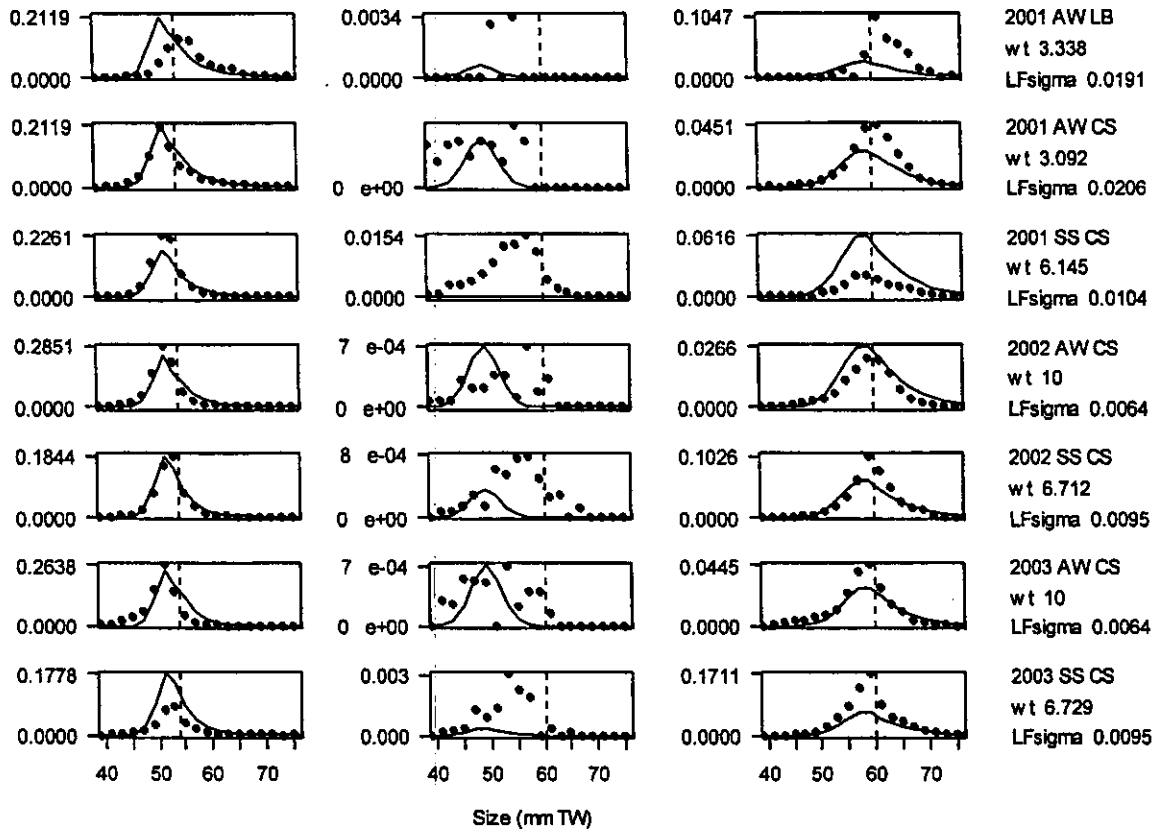 0.2119 0.0034 0.1047 2001 AW LB
wt 3.338
0.0000 0.0000 0.0000 LFsigma 0.0191
0.2119 0.0451 2001 AW CS
wt 3.092
0.0000 0 e+00 0.0000 LFsigma 0.0206
0.2261 0.0154 0.0616 2001 SS CS
wt 6.145
0.0000 0.0000 0.0000 LFsigma 0.0104
0.2851 7 e-04 0.0266 2002 AW CS
wt 10
0.0000 0 e+00 0.0000 LFsigma 0.0064
0.1844 8 e-04 0.1026 2002 SS CS
wt 6.712
0.0000 0 e+00 0.0000 LFsigma 0.0095
0.2638 7 e-04 0.0445 2003 AW CS
wt 10
0.0000 0 e+00 0.0000 LFsigma 0.0064
0.1778 0.003 0.1711 2003 SS CS
wt 6.729
0.0000 0.000 0.0000 LFsigma 0.0095
40 50 60 70 40 50 60 70 40 50 60 70
Size (mm TW)